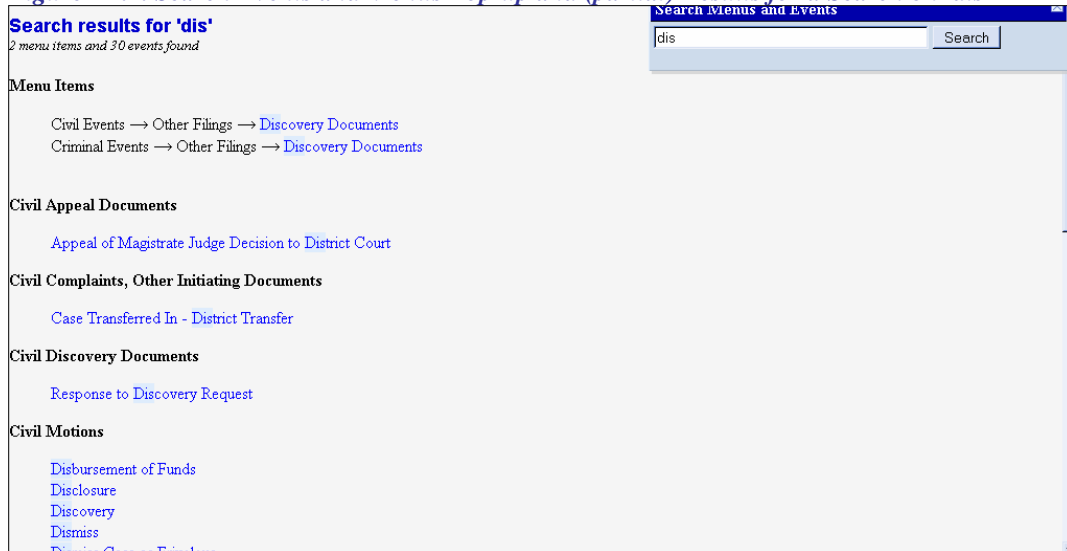 Search results for 'dis'
2 menu items and 30 events found
Search Menus and Events
dis
Search
Menu Items
Civil Events → Other Filings → Discovery Documents
Criminal Events → Other Filings → Discovery Documents
Civil Appeal Documents
Appeal of Magistrate Judge Decision to District Court
Civil Complaints, Other Initiating Documents
Case Transferred In - District Transfer
Civil Discovery Documents
Response to Discovery Request
Civil Motions
Disbursement of Funds
Disclosure
Discovery
Dismiss